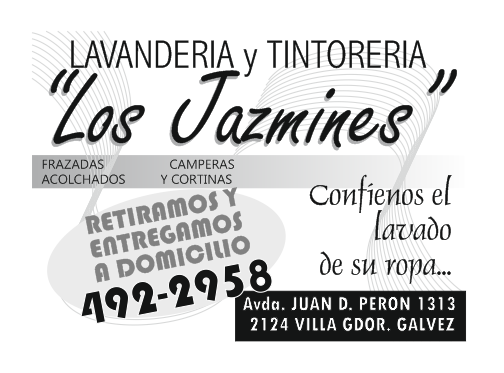 LAVANDERIA y TINTORERIA
"Los Jazmines"
FRAZADAS CAMPERAS
ACOLCHADOS Y CORTINAS
Confíenos el
lavado
de su ropa...
RETIRAMOS Y
ENTREGAMOS
A DOMICILIO
492-2958
Avda. JUAN D. PERON 1313
2124 VILLA GDOR. GALVEZ